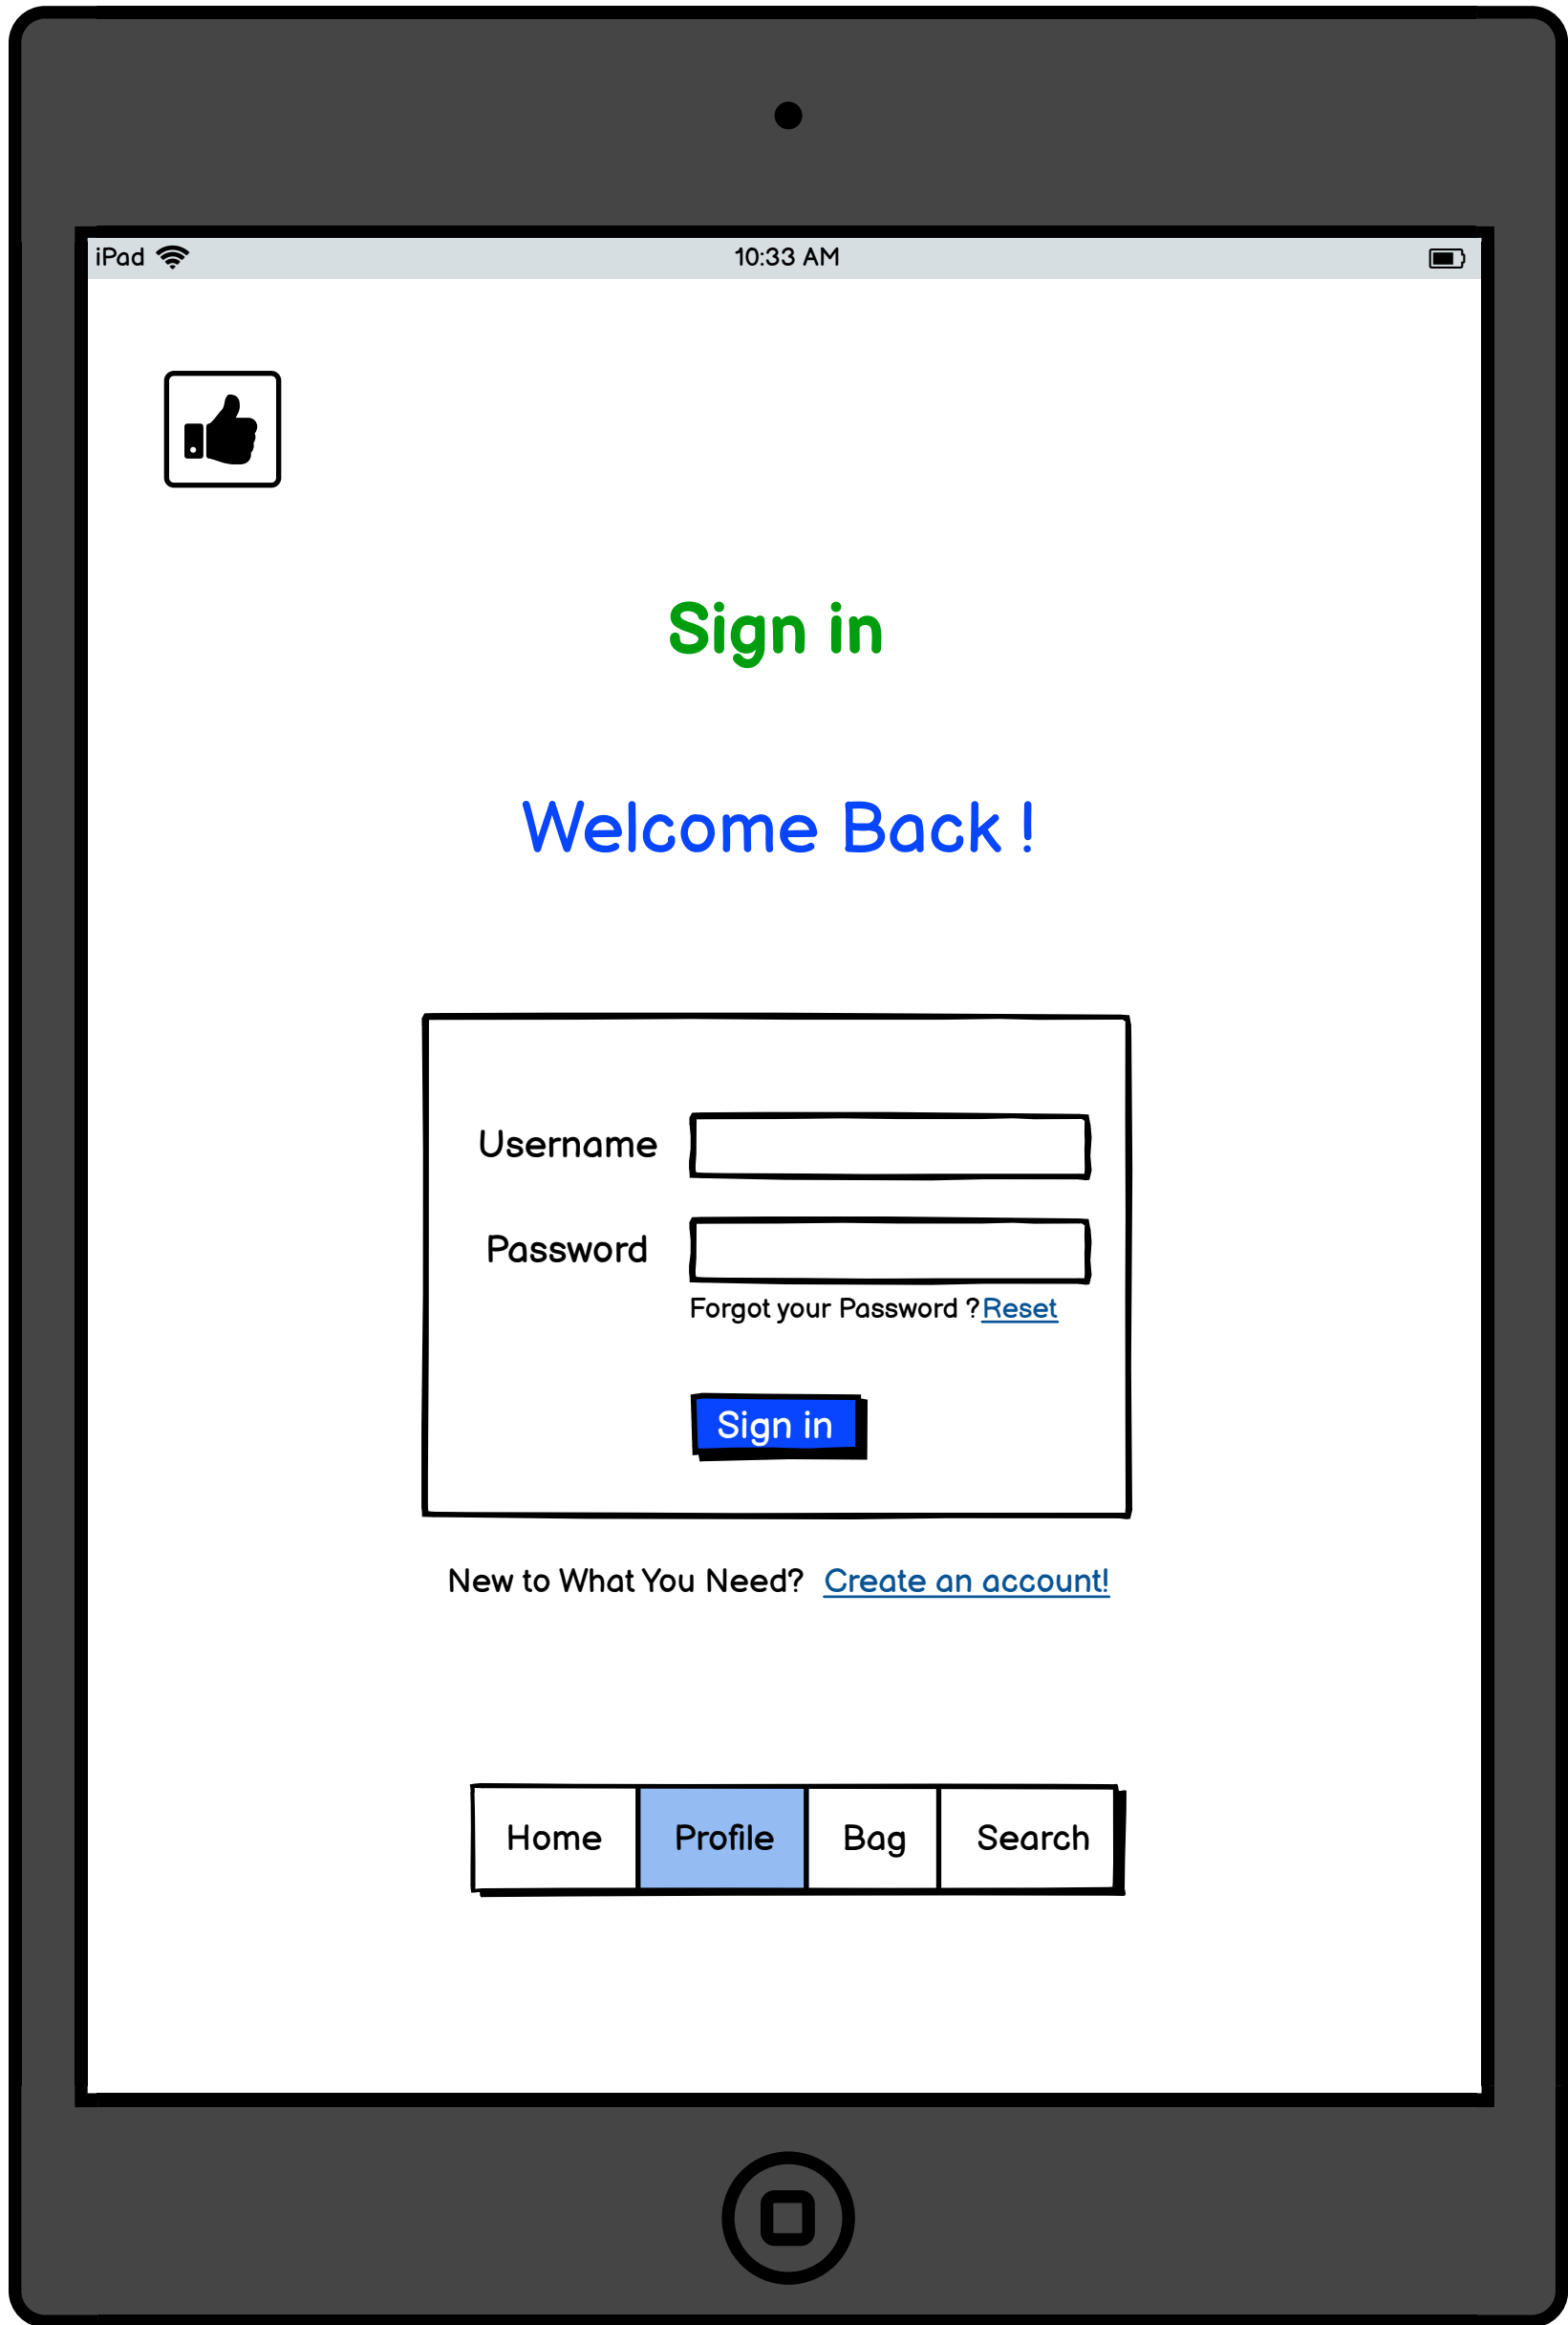 iPad 10:33 AM
Sign in
Welcome Back !
Username
Password
Forgot your Password ? Reset
Sign in
New to What You Need? Create an account!
Home Profile Bag Search